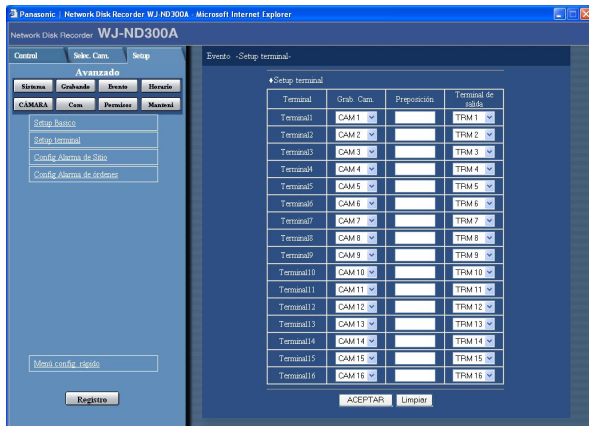 Panasonic | Network Disk Recorder WJ-ND300A - Microsoft Internet Explorer
Network Disk Recorder WJ-ND300A
Control Selec. Cam. Setup
Avanzado
Sistema Grabando Evento Horario
CÁMARA Com Permisos Manteni
Setup Basico
Setup terminal
Config Alarma de Sitio
Config Alarma de órdenes
Menú config. rápido
Registro
Evento -Setup terminal-
♦Setup terminal
Terminal Grab. Cam. Preposición Terminal de salida
Terminal1 CAM 1 TRM 1
Terminal2 CAM 2 TRM 2
Terminal3 CAM 3 TRM 3
Terminal4 CAM 4 TRM 4
Terminal5 CAM 5 TRM 5
Terminal6 CAM 6 TRM 6
Terminal7 CAM 7 TRM 7
Terminal8 CAM 8 TRM 8
Terminal9 CAM 9 TRM 9
Terminal10 CAM 10 TRM 10
Terminal11 CAM 11 TRM 11
Terminal12 CAM 12 TRM 12
Terminal13 CAM 13 TRM 13
Terminal14 CAM 14 TRM 14
Terminal15 CAM 15 TRM 15
Terminal16 CAM 16 TRM 16
ACEPTAR Limpiar